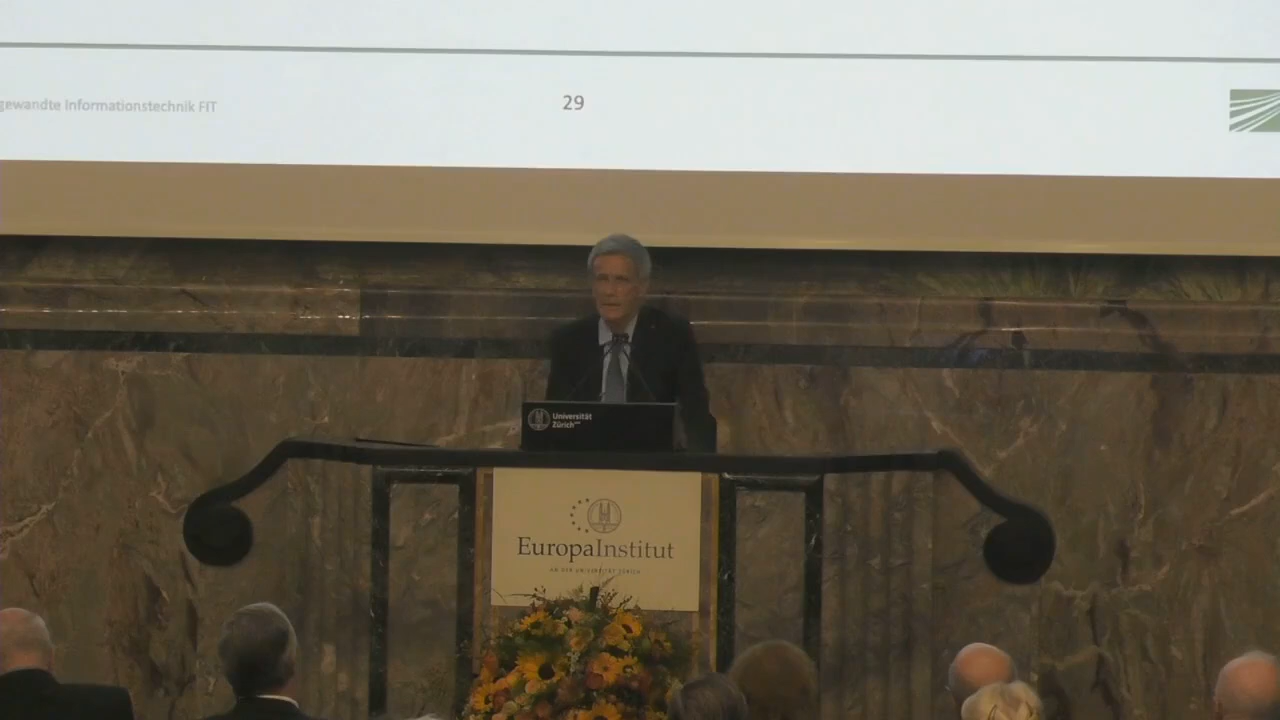 gewandte Informationstechnik FIT
29
Universität
Zürich
EuropaInstitut
AN DER UNIVERSITÄT ZÜRICH